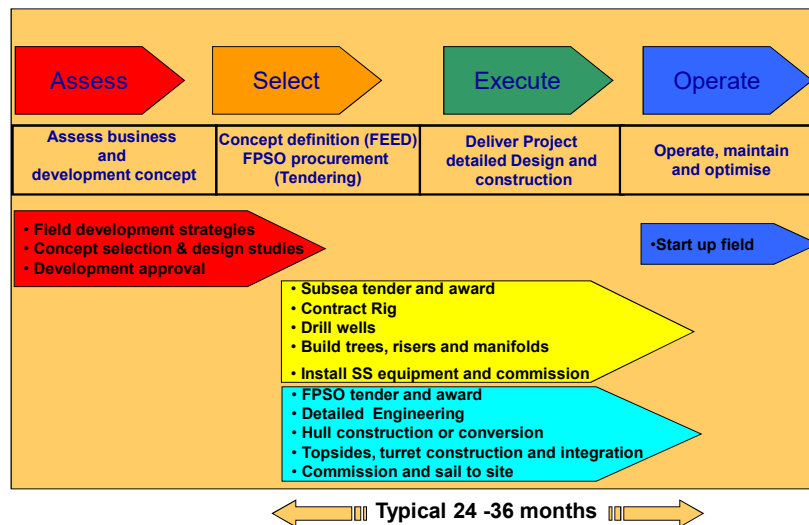 Assess
Select
Execute
Operate
Assess business
and
development concept
Concept definition (FEED)
FPSO procurement
(Tendering)
Deliver Project
detailed Design and
construction
Operate, maintain
and optimise
• Field development strategies
• Concept selection & design studies
• Development approval
•Start up field
• Subsea tender and award
• Contract Rig
• Drill wells
• Build trees, risers and manifolds
• Install SS equipment and commission
• FPSO tender and award
• Detailed Engineering
• Hull construction or conversion
• Topsides, turret construction and integration
• Commission and sail to site
Typical 24 -36 months